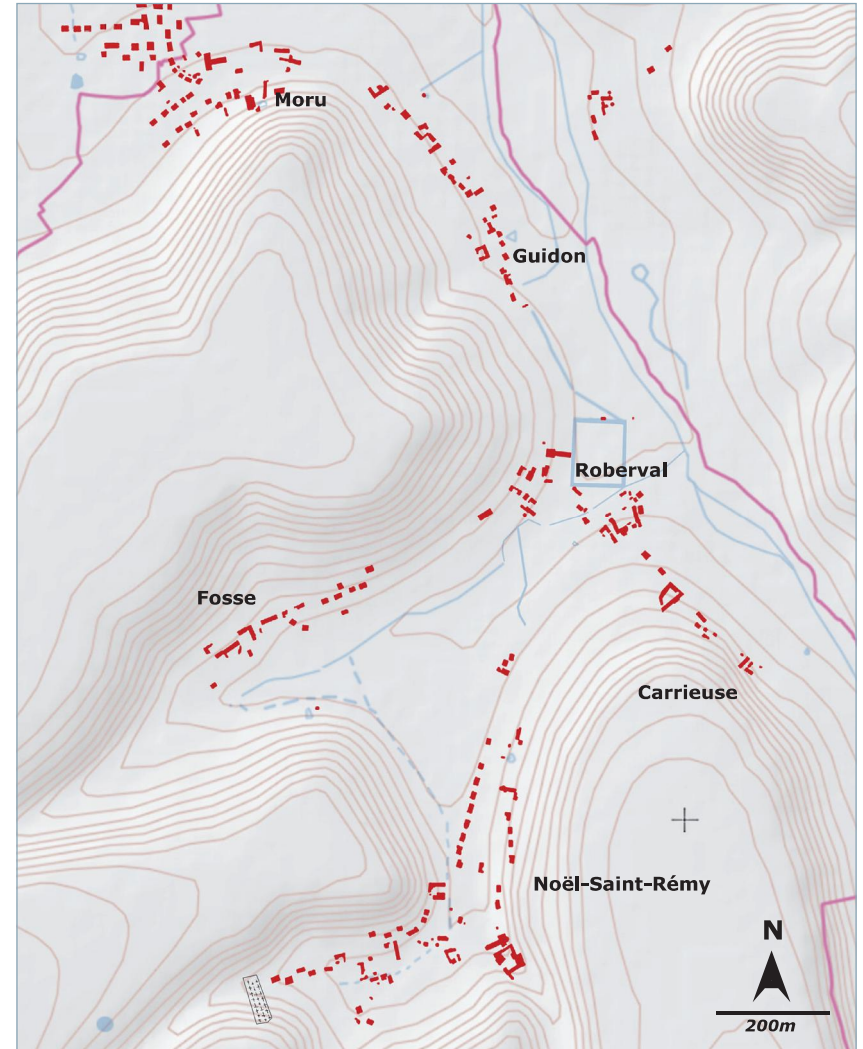 Moru
Guidon
Roberval
Fosse
Carrieuse
Noël-Saint-Rémy
N
200m